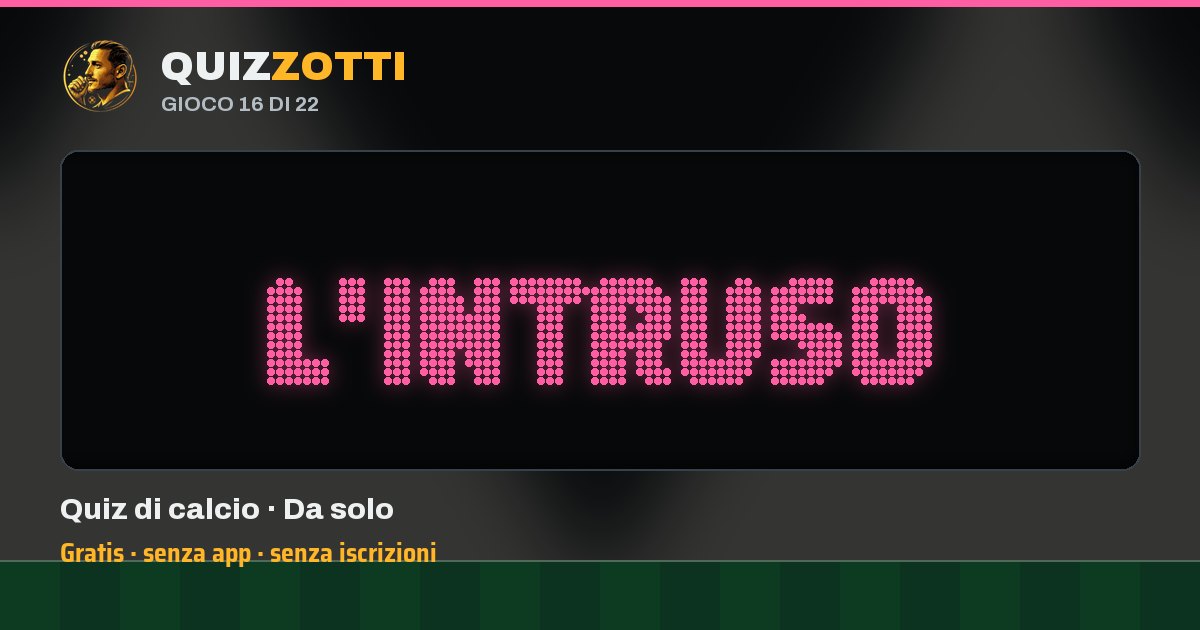 QUIZZOTTI
GIOCO 16 DI 22
L'INTRUSO
Quiz di calcio · Da solo
Gratis · senza app · senza iscrizioni